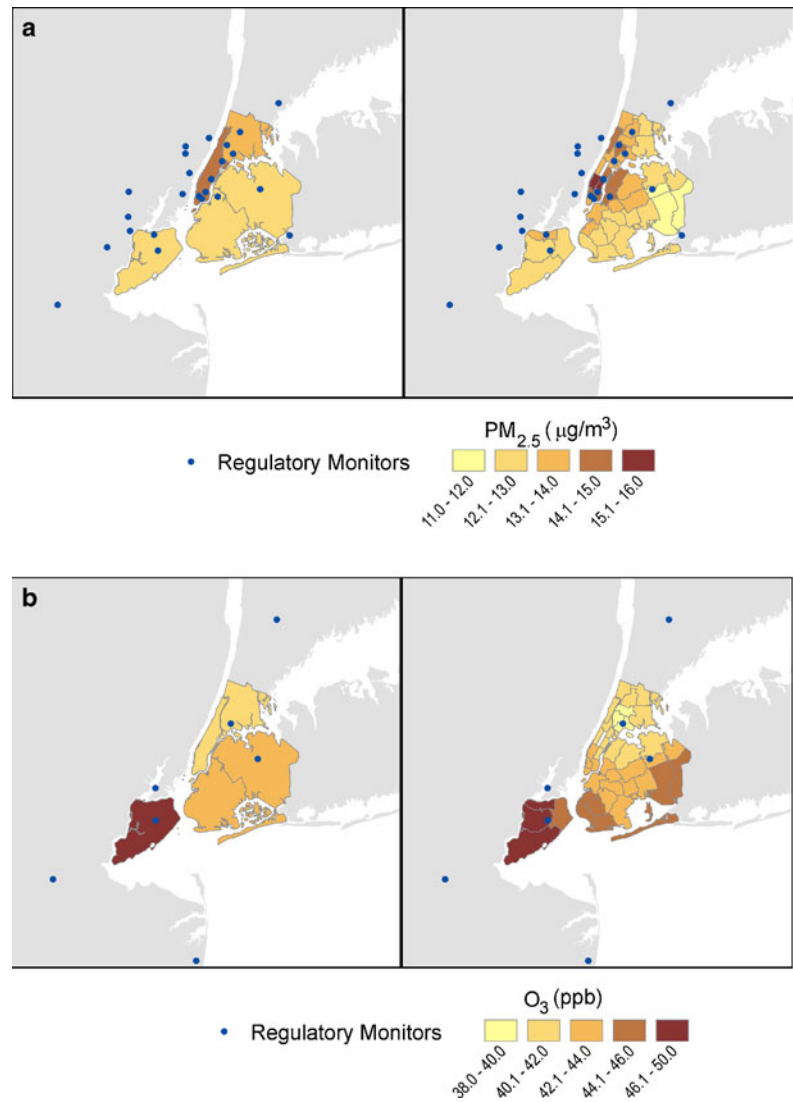 a
PM2.5 (μg/m³)
Regulatory Monitors
11.0 - 12.0
12.1 - 13.0
13.1 - 14.0
14.1 - 15.0
15.1 - 16.0
b
O3 (ppb)
Regulatory Monitors
38.0 - 40.0
40.1 - 42.0
42.1 - 44.0
44.1 - 46.0
46.1 - 50.0